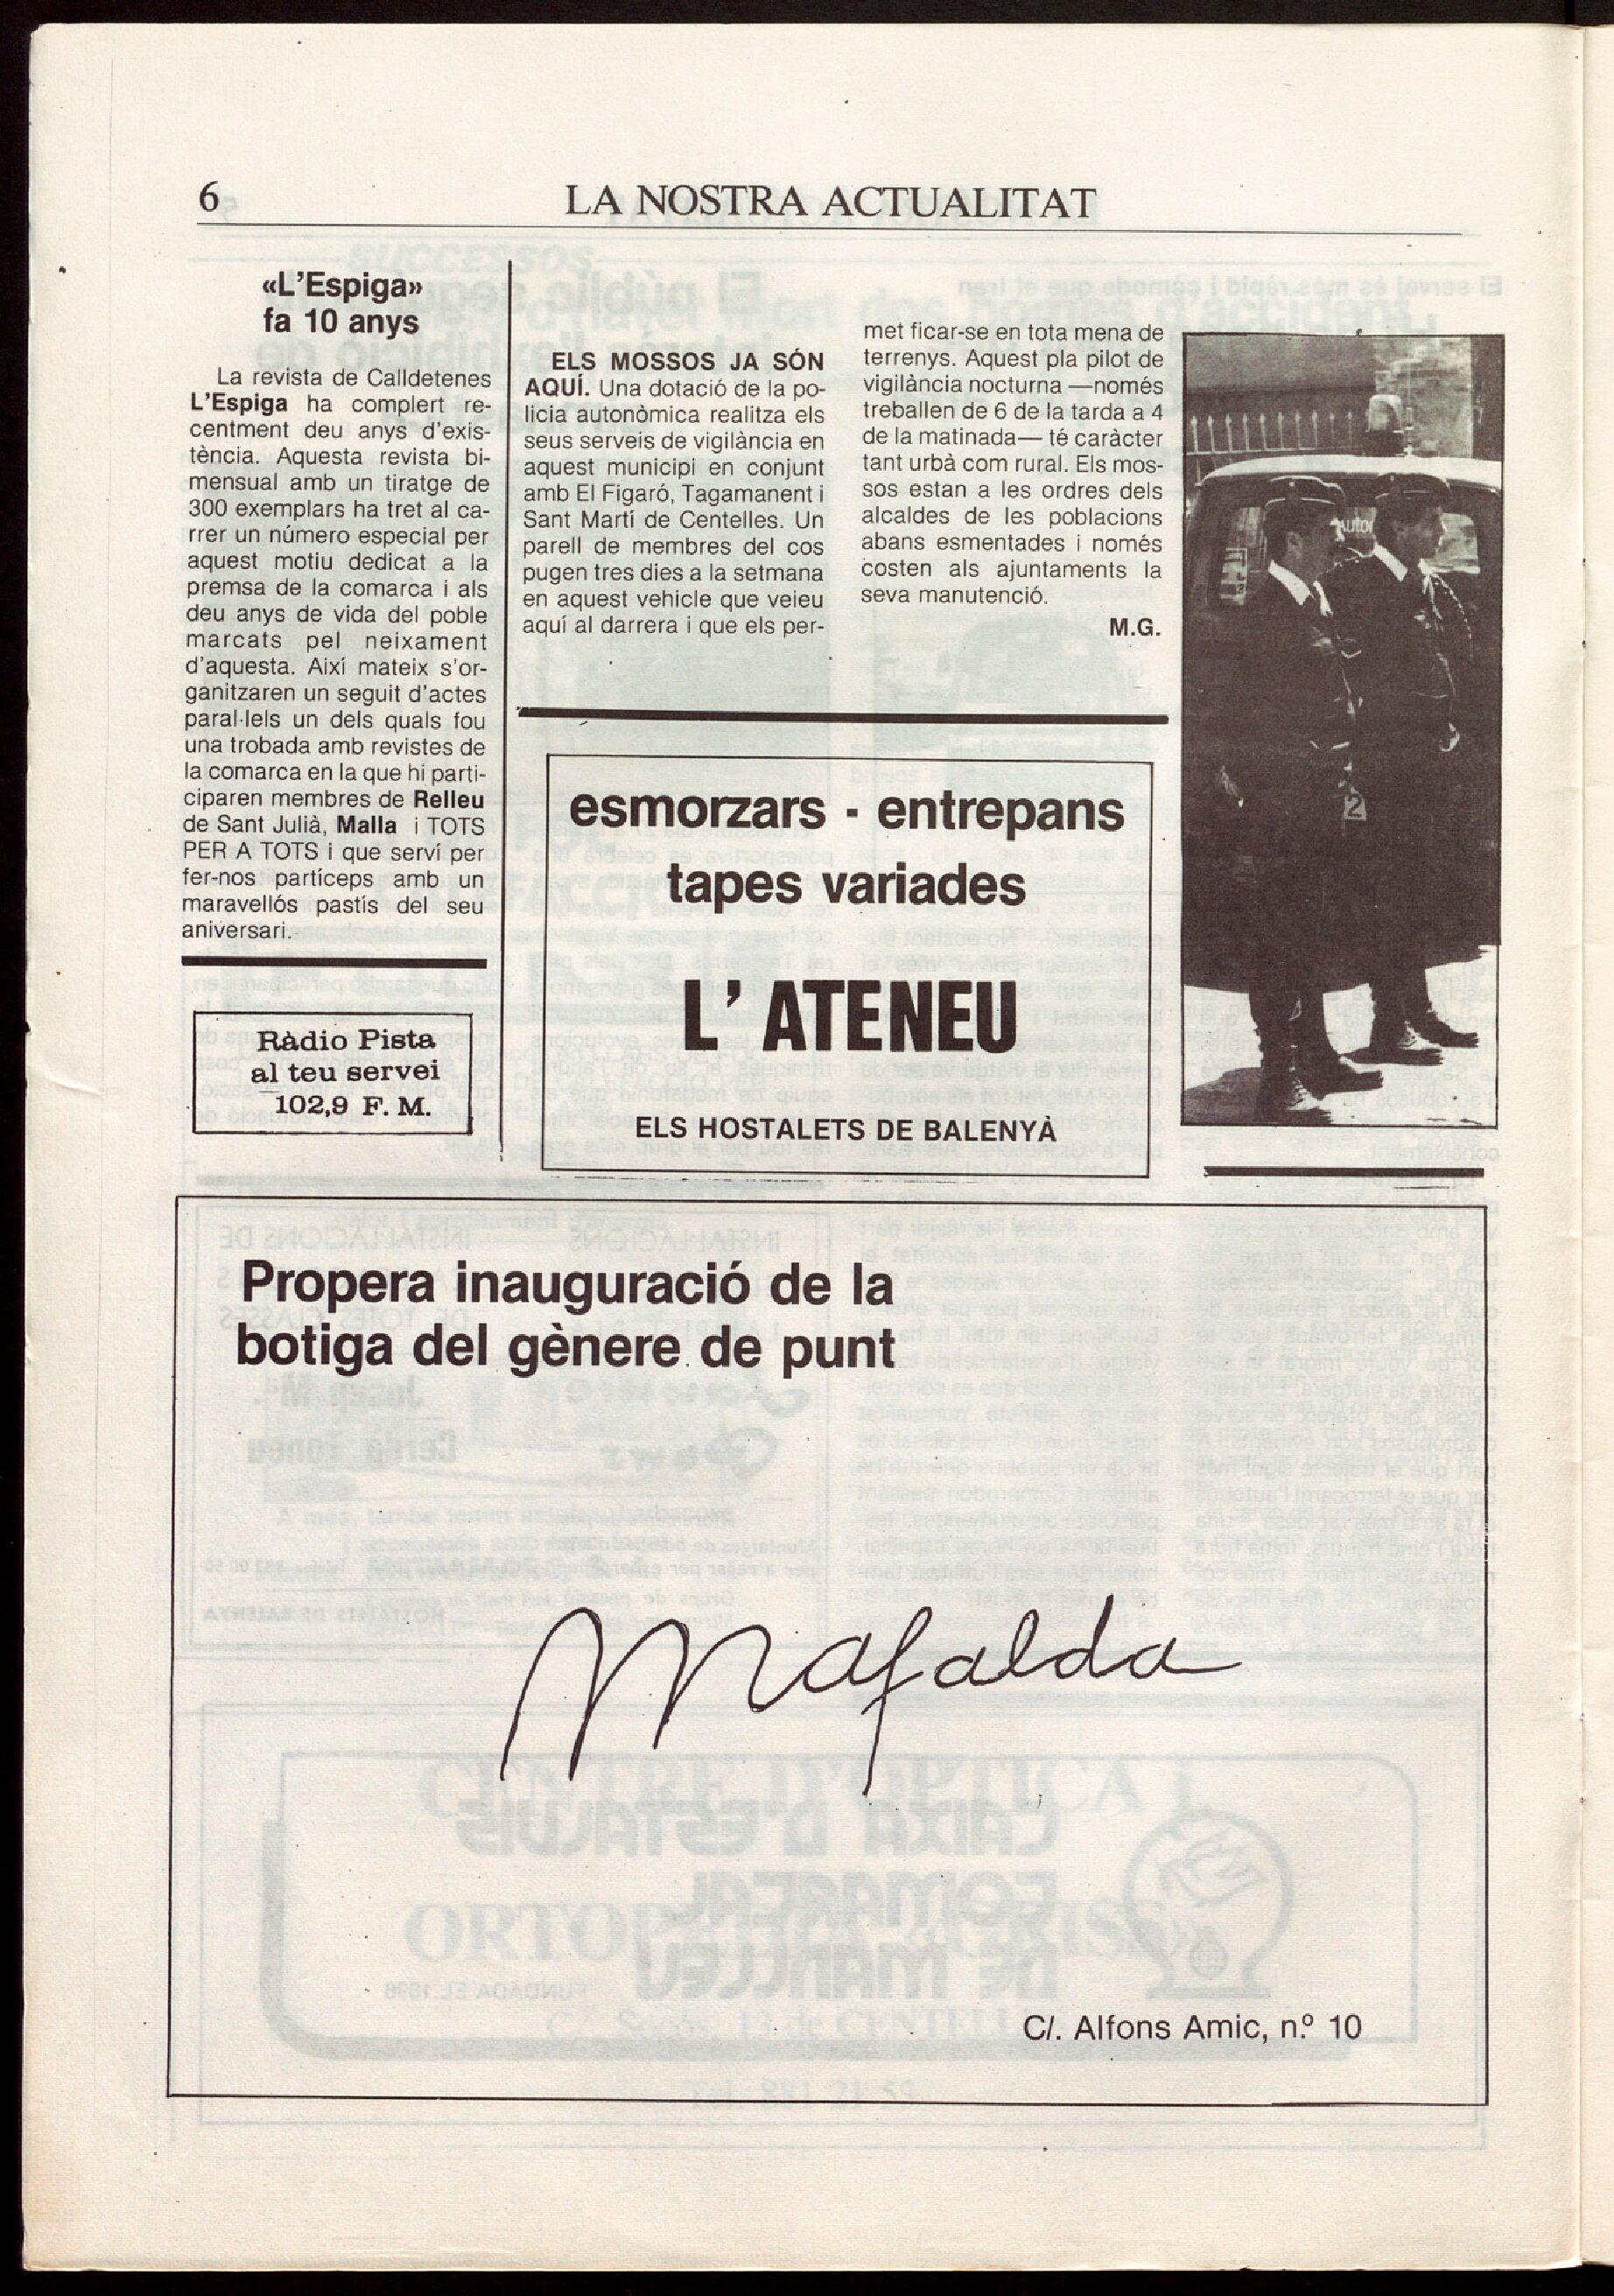 6
LA NOSTRA ACTUALITAT
«L'Espiga»
fa 10 anys
La revista de Calldetenes
L'Espiga ha complert re-
centment deu anys d'exis-
tència. Aquesta revista bi-
mensual amb un tiratge de
300 exemplars ha tret al ca-
rrer un número especial per
aquest motiu dedicat a la
premsa de la comarca i als
deu anys de vida del poble
marcats pel neixament
d'aquesta. Així mateix s'or-
ganitzaren un seguit d'actes
paral·lels un dels quals fou
una trobada amb revistes de
la comarca en la que hi parti-
ciparen membres de Relleu
de Sant Julià, Malla i TOTS
PER A TOTS i que serví per
fer-nos partíceps amb un
maravellós pastís del seu
aniversari.
Ràdio Pista
al teu servei
102,9 F. M.
ELS MOSSOS JA SÓN
AQUÍ. Una dotació de la po-
licia autonòmica realitza els
seus serveis de vigilància en
aquest municipi en conjunt
amb El Figaró, Tagamanent i
Sant Martí de Centelles. Un
parell de membres del cos
pugen tres dies a la setmana
en aquest vehicle que veieu
aquí al darrera i que els per-
met ficar-se en tota mena de
terrenys. Aquest pla pilot de
vigilància nocturna —només
treballen de 6 de la tarda a 4
de la matinada— té caràcter
tant urbà com rural. Els mos-
sos estan a les ordres dels
alcaldes de les poblacions
abans esmentades i només
costen als ajuntaments la
seva manutenció.
M.G.
Autor
2
esmorzars - entrepans
tapes variades
L' ATENEU
ELS HOSTALETS DE BALENYÀ
Propera inauguració de la
botiga del gènere de punt
Mafalda
C/. Alfons Amic, n.º 10